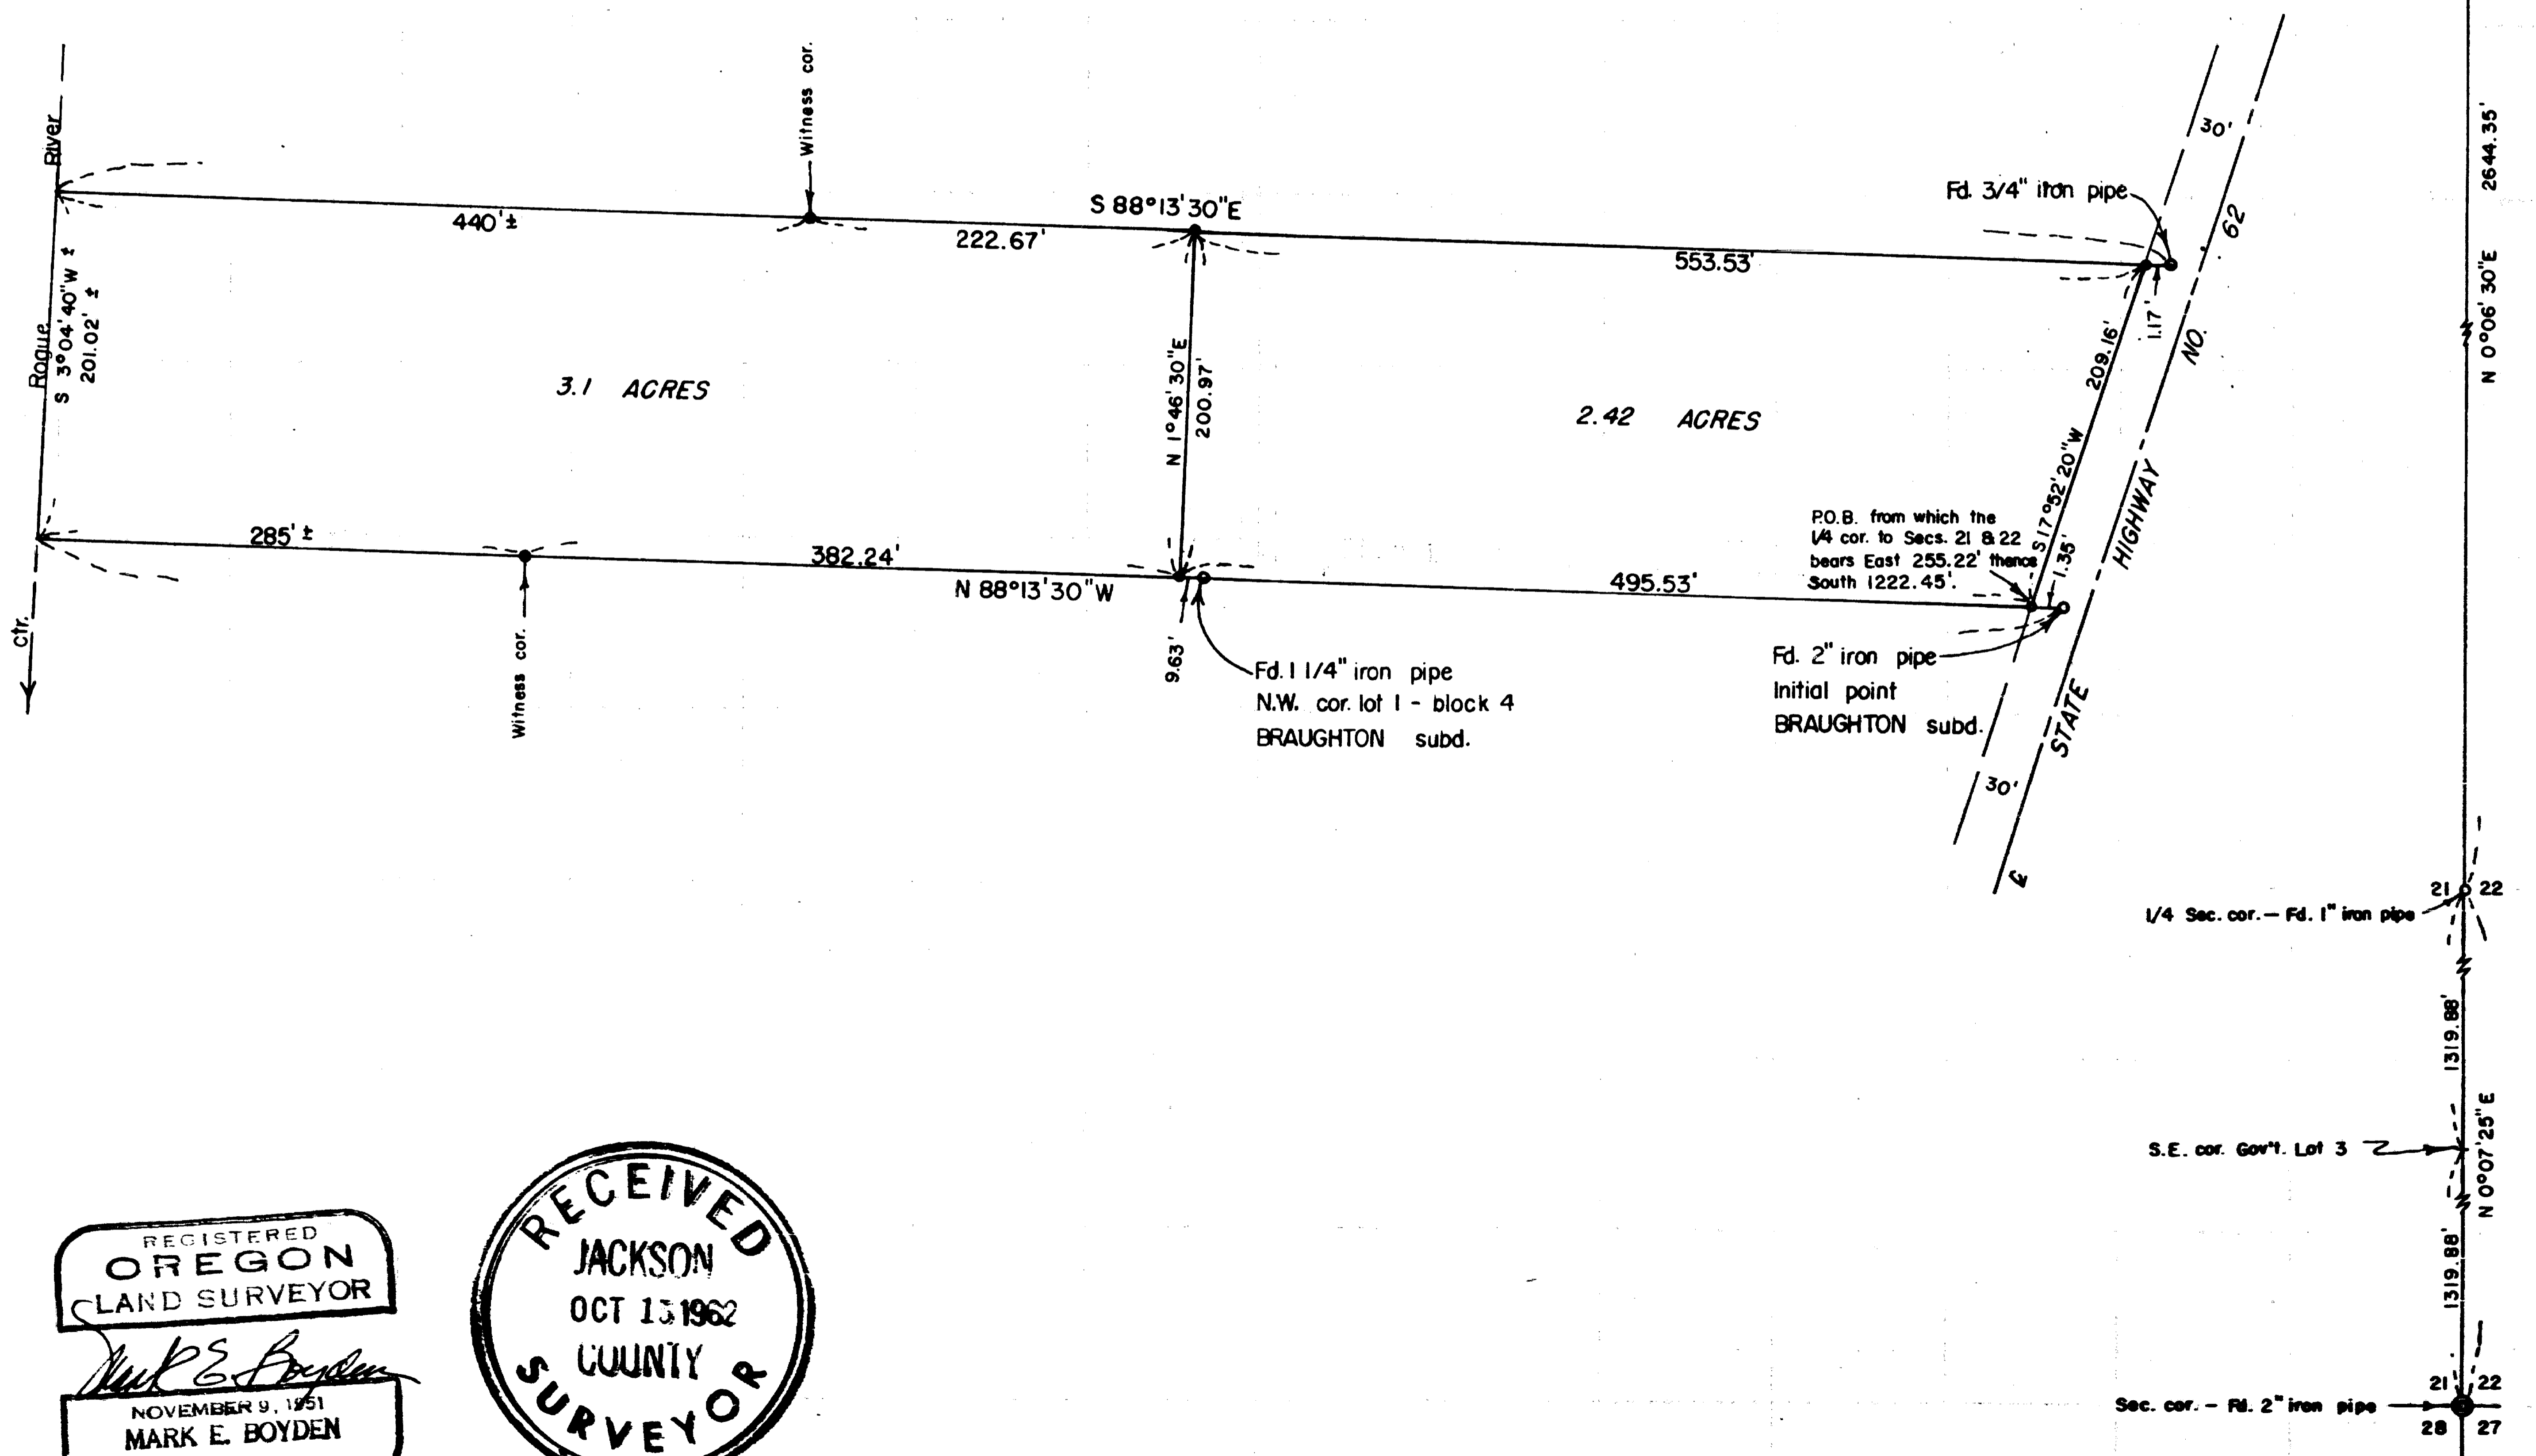 River
Rogue
S 3°04'40"W ±
201.02' ±
Ctr.
440'±
Witness cor.
222.67'
S 88°13'30"E
553.53'
Fd. 3/4" iron pipe
30'
62
NO.
HIGHWAY
STATE
1.17'
209.16'
S 17°52'20"W
2644.35'
N 0°06'30"E
3.1 ACRES
N 1°46'30"E
200.97'
2.42 ACRES
P.O.B. from which the
1/4 cor. to Secs. 21 & 22
bears East 255.22' thence
South 1222.45'.
1.35'
285'±
Witness cor.
382.24'
N 88°13'30"W
495.53'
9.63'
Fd. 1 1/4" iron pipe
N.W. cor. lot 1 - block 4
BRAUGHTON subd.
Fd. 2" iron pipe
Initial point
BRAUGHTON subd.
30'
℄
21 22
1/4 Sec. cor. — Fd. 1" iron pipe
1319.88'
S.E. cor. Gov't. Lot 3
N 0°07'25"E
1319.88'
21 22
Sec. cor. - Fd. 2" iron pipe
28 27
REGISTERED
OREGON
LAND SURVEYOR
Mark E. Boyden
NOVEMBER 9, 1951
MARK E. BOYDEN
RECEIVED
JACKSON
OCT 15 1962
COUNTY
SURVEYOR